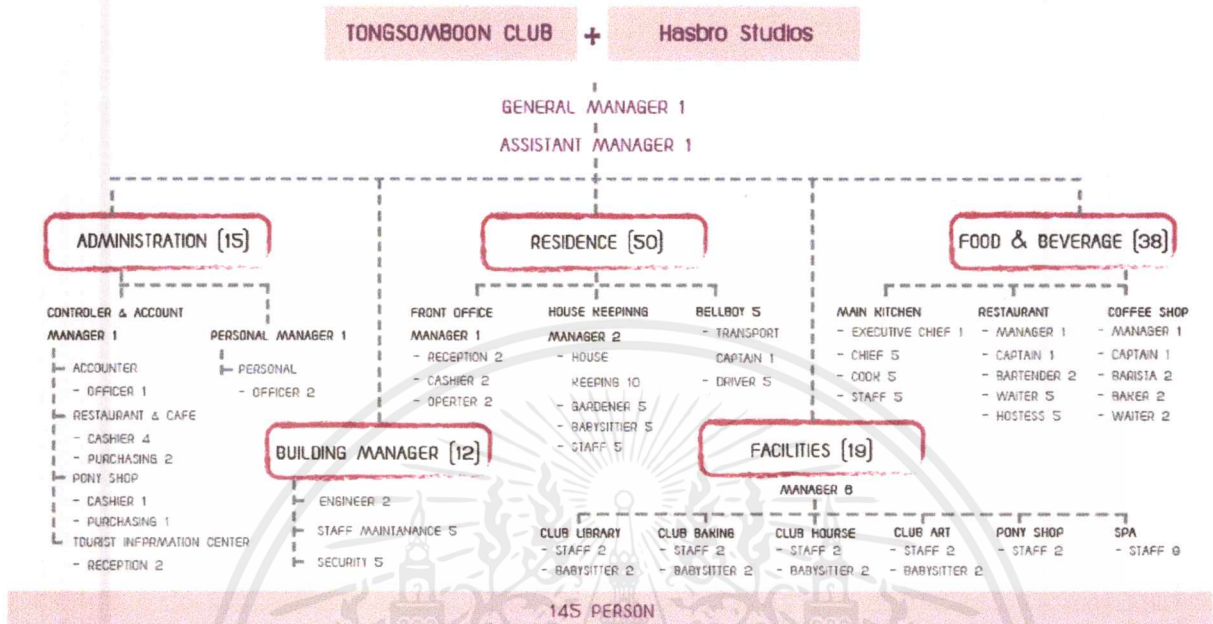 TONGSOMBOON CLUB + Hasbro Studios
GENERAL MANAGER 1
ASSISTANT MANAGER 1
ADMINISTRATION (15)
CONTROLER & ACCOUNT
MANAGER 1
ACCOUNTER
- OFFICER 1
RESTAURANT & CAFE
- CASHIER 4
- PURCHASING 2
PONY SHOP
- CASHIER 1
- PURCHASING 1
TOURIST INFPRMATION CENTER
- RECEPTION 2
PERSONAL MANAGER 1
PERSONAL
- OFFICER 2
BUILDING MANAGER (12)
ENGINEER 2
STAFF MAINTANANCE 5
SECURITY 5
RESIDENCE (50)
FRONT OFFICE
MANAGER 1
- RECEPTION 2
- CASHIER 2
- OPERTER 2
HOUSE KEEPINING
MANAGER 2
- HOUSE
KEEPING 10
- GARDENER 5
- BABYSITTIER 5
- STAFF 5
BELLBOY 5
- TRANSPORT
CAPTAIN 1
- DRIVER 5
FOOD & BEVERAGE (38)
MAIN KITCHEN
- EXECUTIVE CHIEF 1
- CHIEF 5
- COOK 5
- STAFF 5
RESTAURANT
- MANAGER 1
- CAPTAIN 1
- BARTENDER 2
- WAITER 5
- HOSTESS 5
COFFEE SHOP
- MANAGER 1
- CAPTAIN 1
- BARISTA 2
- BAKER 2
- WAITER 2
FACILITIES (19)
MANAGER 6
CLUB LIBRARY
- STAFF 2
- BABYSITTER 2
CLUB BAKING
- STAFF 2
- BABYSITTER 2
CLUB HOURSE
- STAFF 2
- BABYSITTER 2
CLUB ART
- STAFF 2
- BABYSITTER 2
PONY SHOP
- STAFF 2
SPA
- STAFF 9
145 PERSON